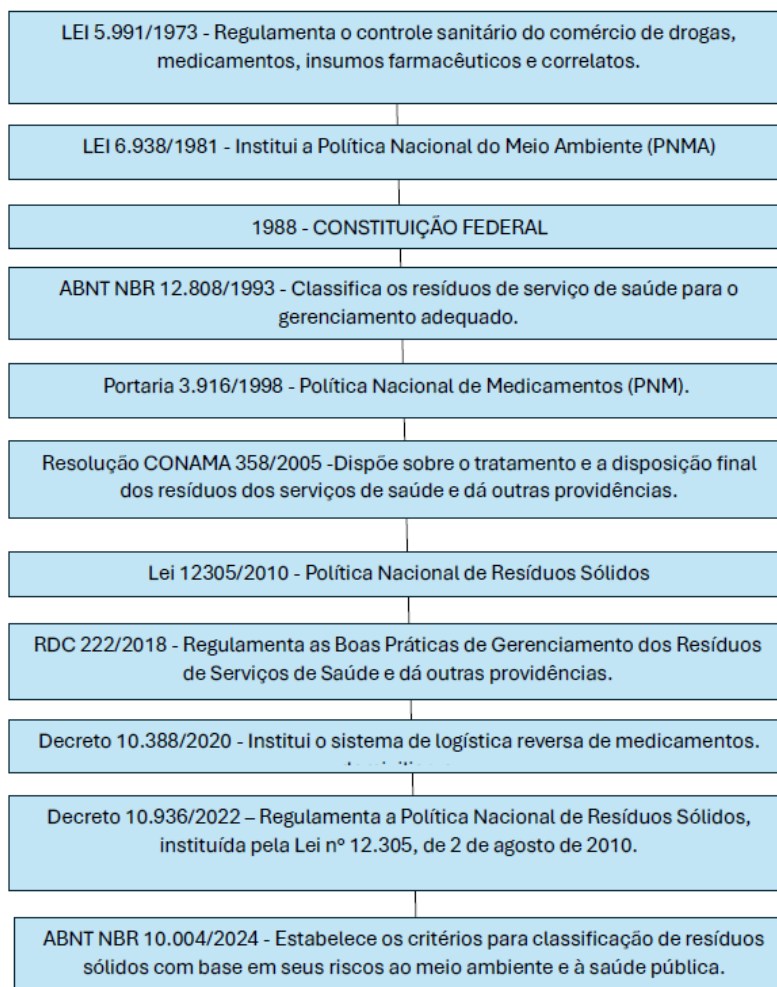 LEI 5.991/1973 - Regulamenta o controle sanitário do comércio de drogas,
medicamentos, insumos farmacêuticos e correlatos.
LEI 6.938/1981 - Institui a Política Nacional do Meio Ambiente (PNMA)
1988 - CONSTITUIÇÃO FEDERAL
ABNT NBR 12.808/1993 - Classifica os resíduos de serviço de saúde para o
gerenciamento adequado.
Portaria 3.916/1998 - Política Nacional de Medicamentos (PNM).
Resolução CONAMA 358/2005 -Dispõe sobre o tratamento e a disposição final
dos resíduos dos serviços de saúde e dá outras providências.
Lei 12305/2010 - Política Nacional de Resíduos Sólidos
RDC 222/2018 - Regulamenta as Boas Práticas de Gerenciamento dos Resíduos
de Serviços de Saúde e dá outras providências.
Decreto 10.388/2020 - Institui o sistema de logística reversa de medicamentos.
Decreto 10.936/2022 – Regulamenta a Política Nacional de Resíduos Sólidos,
instituída pela Lei nº 12.305, de 2 de agosto de 2010.
ABNT NBR 10.004/2024 - Estabelece os critérios para classificação de resíduos
sólidos com base em seus riscos ao meio ambiente e à saúde pública.